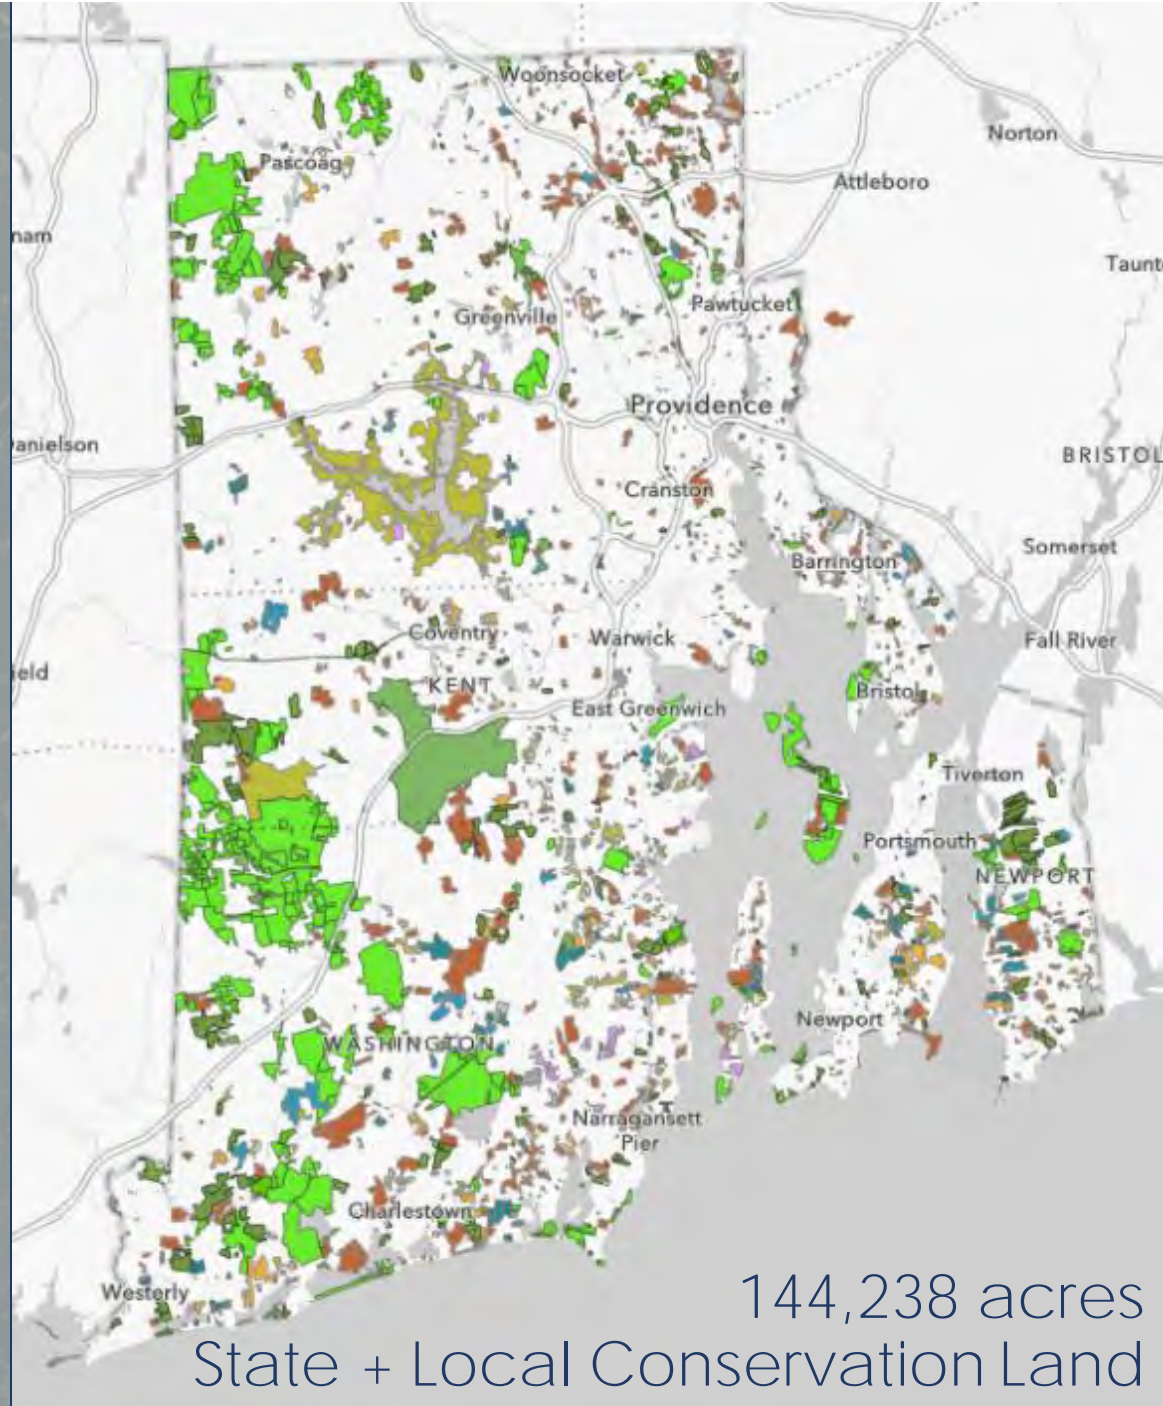 Woonsocket
Norton
Pascoag
Attleboro
nam
Taunt
Pawtucket
Greenville
Providence
anielson
BRISTOL
Cranston
Somerset
Barrington
Coventry
Warwick
Fall River
ield
KENT
Bristol
East Greenwich
Tiverton
Portsmouth
NEWPORT
Newport
WASHINGTON
Narragansett
Pier
Charlestown
Westerly
144,238 acres
State + Local Conservation Land